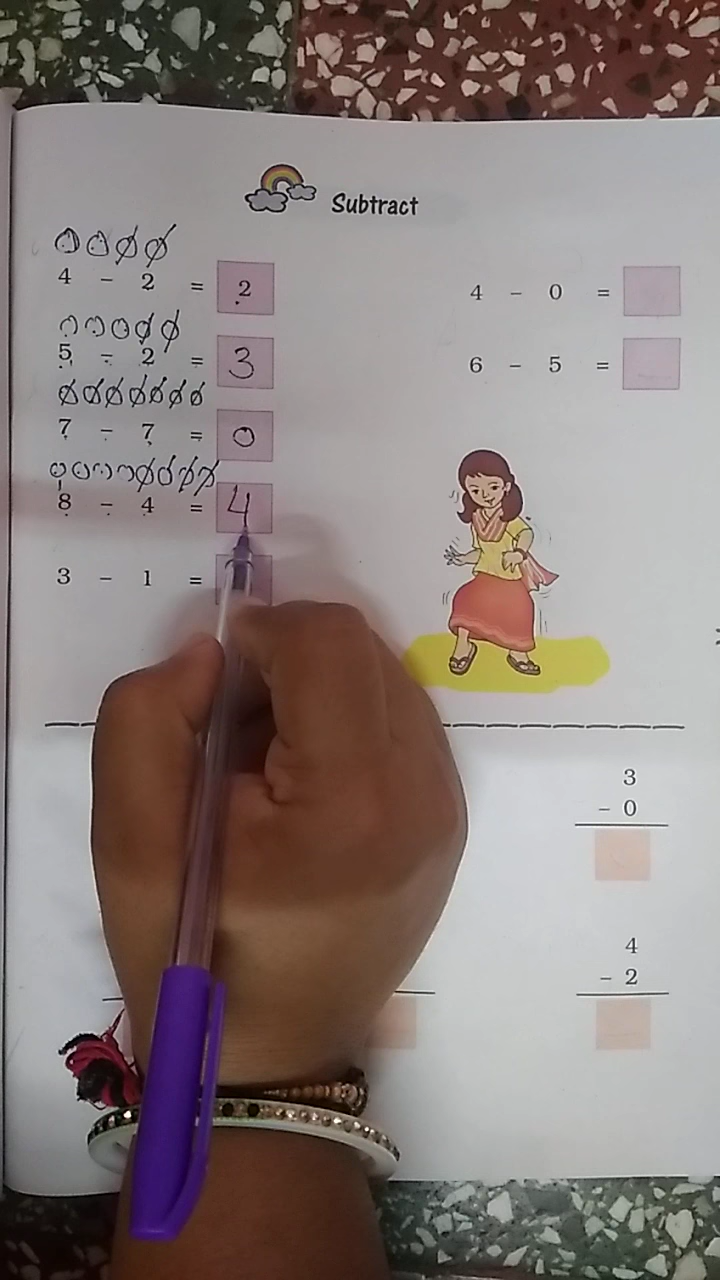 Subtract
4 - 2 = 2
5 - 2 = 3
7 - 7 = 0
8 - 4 = 4
3 - 1 =
4 - 0 =
6 - 5 =
3
- 0
4
- 2